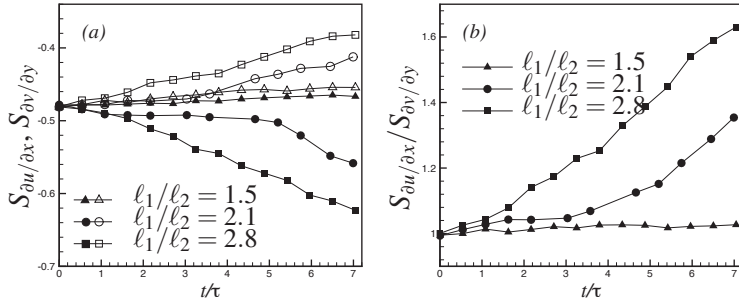 (a)
S∂u/∂x, S∂v/∂y
-0.4
-0.5
-0.6
-0.7
ℓ1/ℓ2 = 1.5
ℓ1/ℓ2 = 2.1
ℓ1/ℓ2 = 2.8
0 1 2 3 4 5 6 7
t/τ
(b)
S∂u/∂x/S∂v/∂y
1.6
1.4
1.2
1
ℓ1/ℓ2 = 1.5
ℓ1/ℓ2 = 2.1
ℓ1/ℓ2 = 2.8
0 1 2 3 4 5 6 7
t/τ